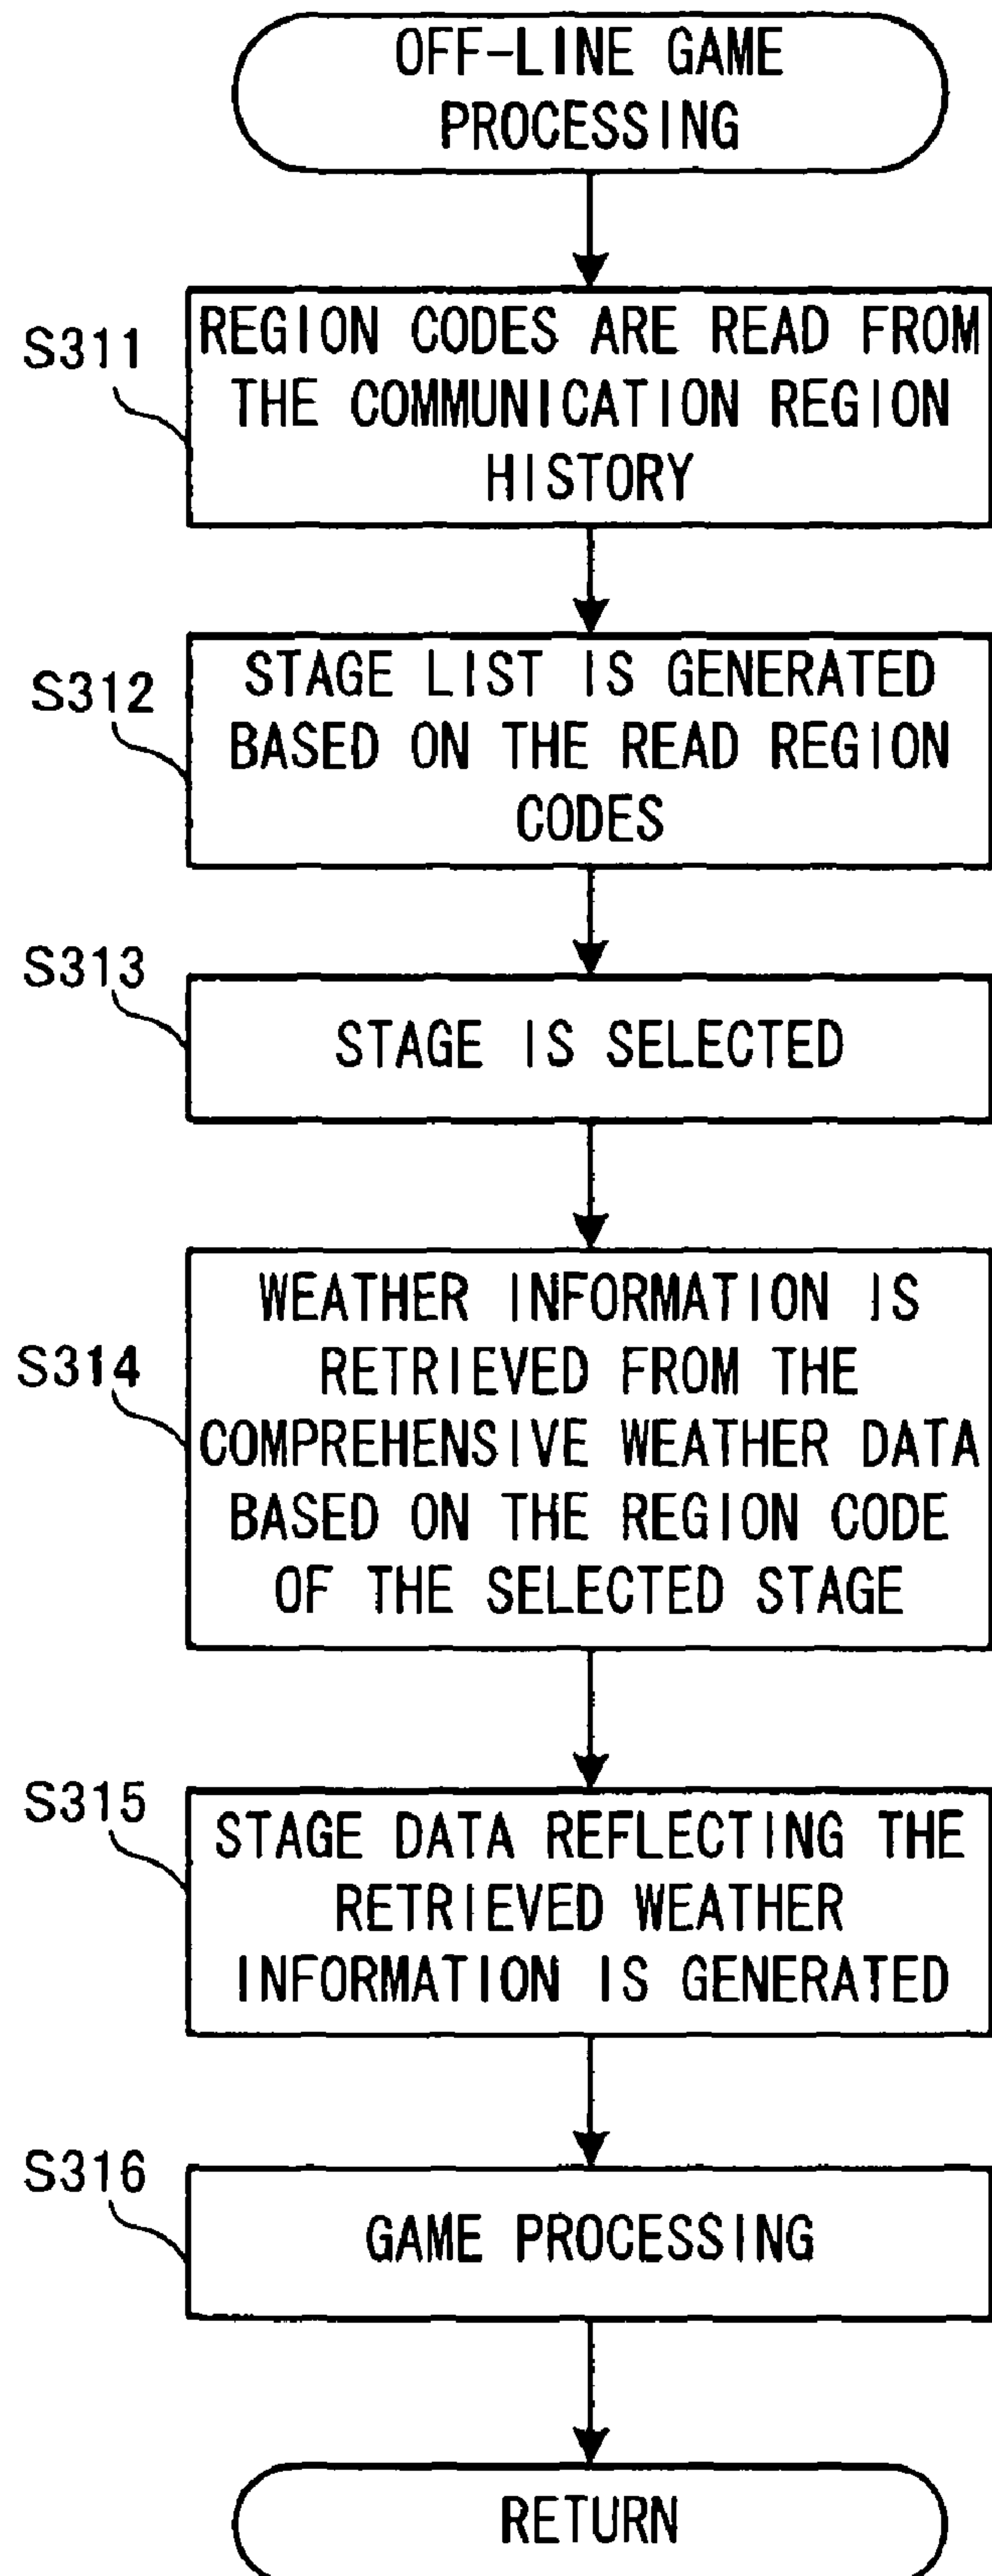 OFF-LINE GAME
PROCESSING
S311
REGION CODES ARE READ FROM
THE COMMUNICATION REGION
HISTORY
S312
STAGE LIST IS GENERATED
BASED ON THE READ REGION
CODES
S313
STAGE IS SELECTED
S314
WEATHER INFORMATION IS
RETRIEVED FROM THE
COMPREHENSIVE WEATHER DATA
BASED ON THE REGION CODE
OF THE SELECTED STAGE
S315
STAGE DATA REFLECTING THE
RETRIEVED WEATHER
INFORMATION IS GENERATED
S316
GAME PROCESSING
RETURN